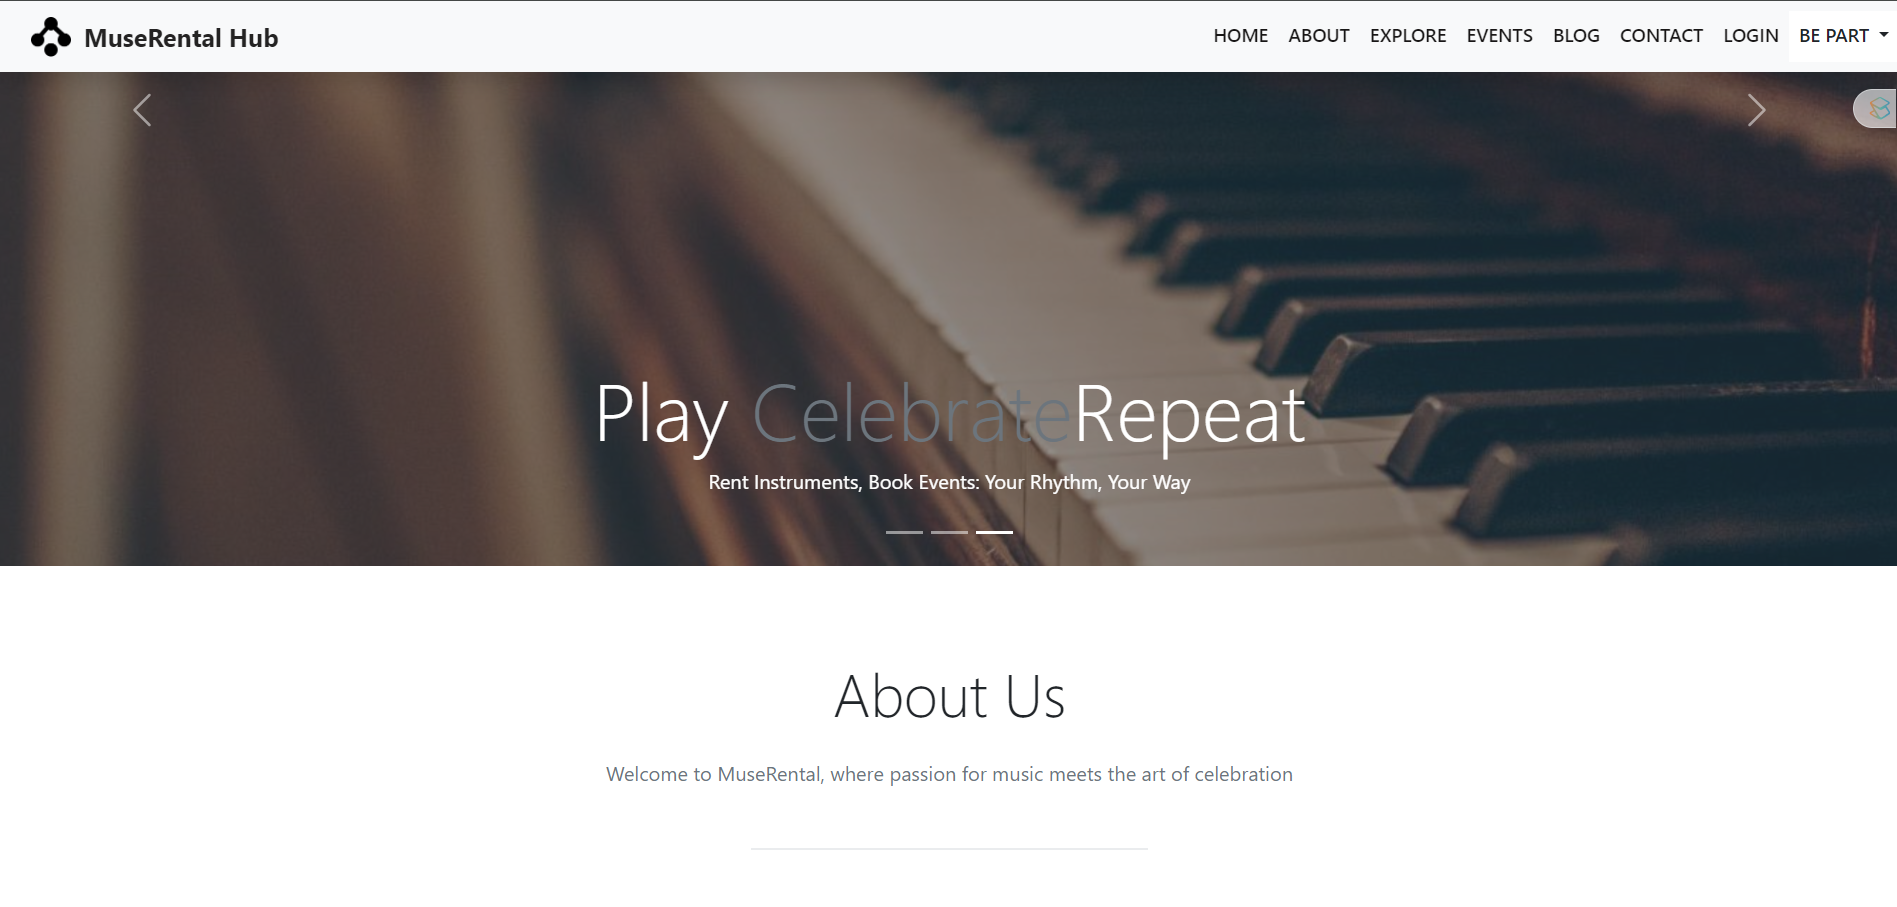 MuseRental Hub
HOME ABOUT EXPLORE EVENTS BLOG CONTACT LOGIN BE PART
Play CelebrateRepeat
Rent Instruments, Book Events: Your Rhythm, Your Way
About Us
Welcome to MuseRental, where passion for music meets the art of celebration